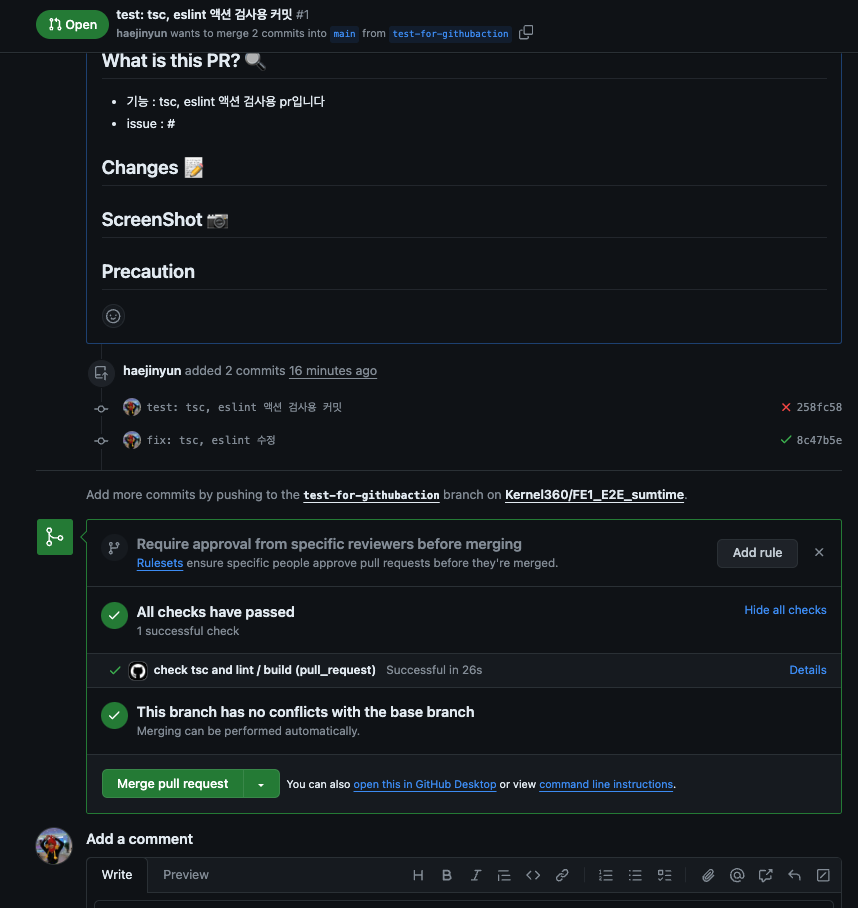 Open
test: tsc, eslint 액션 검사용 커밋 #1
haejinyun wants to merge 2 commits into main from test-for-githubaction
What is this PR? 🔍
• 기능 : tsc, eslint 액션 검사용 pr입니다
• issue : #
Changes 📝
ScreenShot 📷
Precaution
haejinyun added 2 commits 16 minutes ago
test: tsc, eslint 액션 검사용 커밋 258fc58
fix: tsc, eslint 수정 8c47b5e
Add more commits by pushing to the test-for-githubaction branch on Kernel360/FE1_E2E_sumtime.
Require approval from specific reviewers before merging
Rulesets ensure specific people approve pull requests before they're merged.
Add rule
All checks have passed
1 successful check
Hide all checks
check tsc and lint / build (pull_request) Successful in 26s Details
This branch has no conflicts with the base branch
Merging can be performed automatically.
Merge pull request You can also open this in GitHub Desktop or view command line instructions.
Add a comment
Write Preview